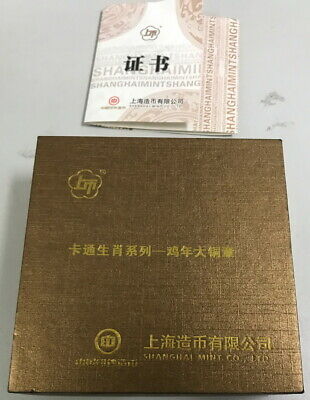 SHANGHAIMINT
证书
上海造币有限公司
卡通生肖系列—鸡年大铜章
上海造币有限公司
SHANGHAI MINT CO., LTD